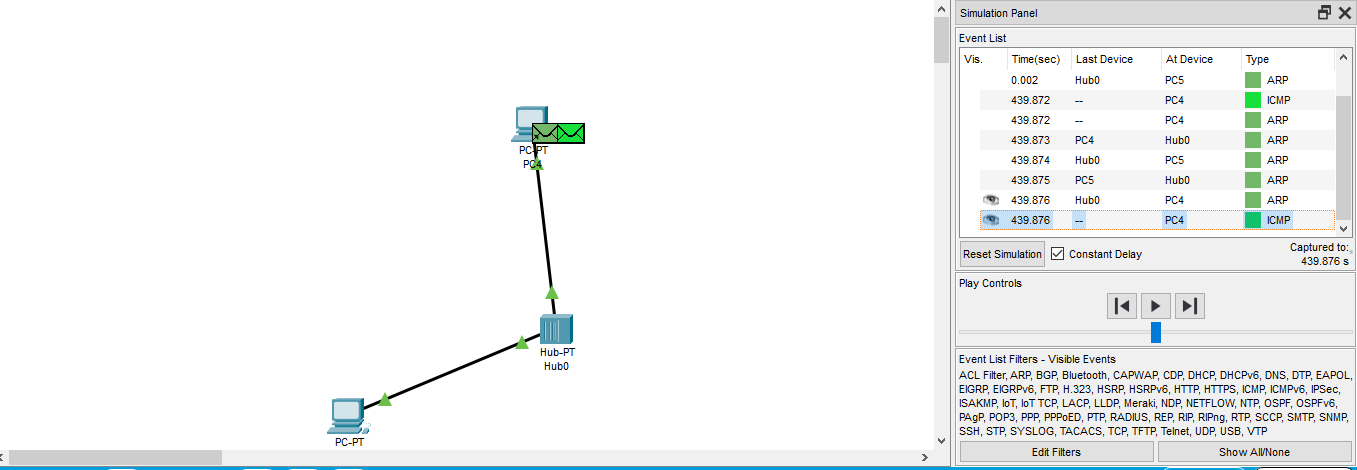 Simulation Panel
Event List
Vis. Time(sec) Last Device At Device Type
0.002 Hub0 PC5 ARP
439.872 -- PC4 ICMP
439.872 -- PC4 ARP
439.873 PC4 Hub0 ARP
439.874 Hub0 PC5 ARP
439.875 PC5 Hub0 ARP
439.876 Hub0 PC4 ARP
439.876 -- PC4 ICMP
Reset Simulation Constant Delay
Captured to:
439.876 s
Play Controls
Event List Filters - Visible Events
ACL Filter, ARP, BGP, Bluetooth, CAPWAP, CDP, DHCP, DHCPv6, DNS, DTP, EAPOL,
EIGRP, EIGRPv6, FTP, H.323, HSRP, HSRPv6, HTTP, HTTPS, ICMP, ICMPv6, IPSec,
ISAKMP, IoT, IoT TCP, LACP, LLDP, Meraki, NDP, NETFLOW, NTP, OSPF, OSPFv6,
PAgP, POP3, PPP, PPPoED, PTP, RADIUS, REP, RIP, RIPng, RTP, SCCP, SMTP, SNMP,
SSH, STP, SYSLOG, TACACS, TCP, TFTP, Telnet, UDP, USB, VTP
Edit Filters Show All/None
PC-PT
PC4
Hub-PT
Hub0
PC-PT